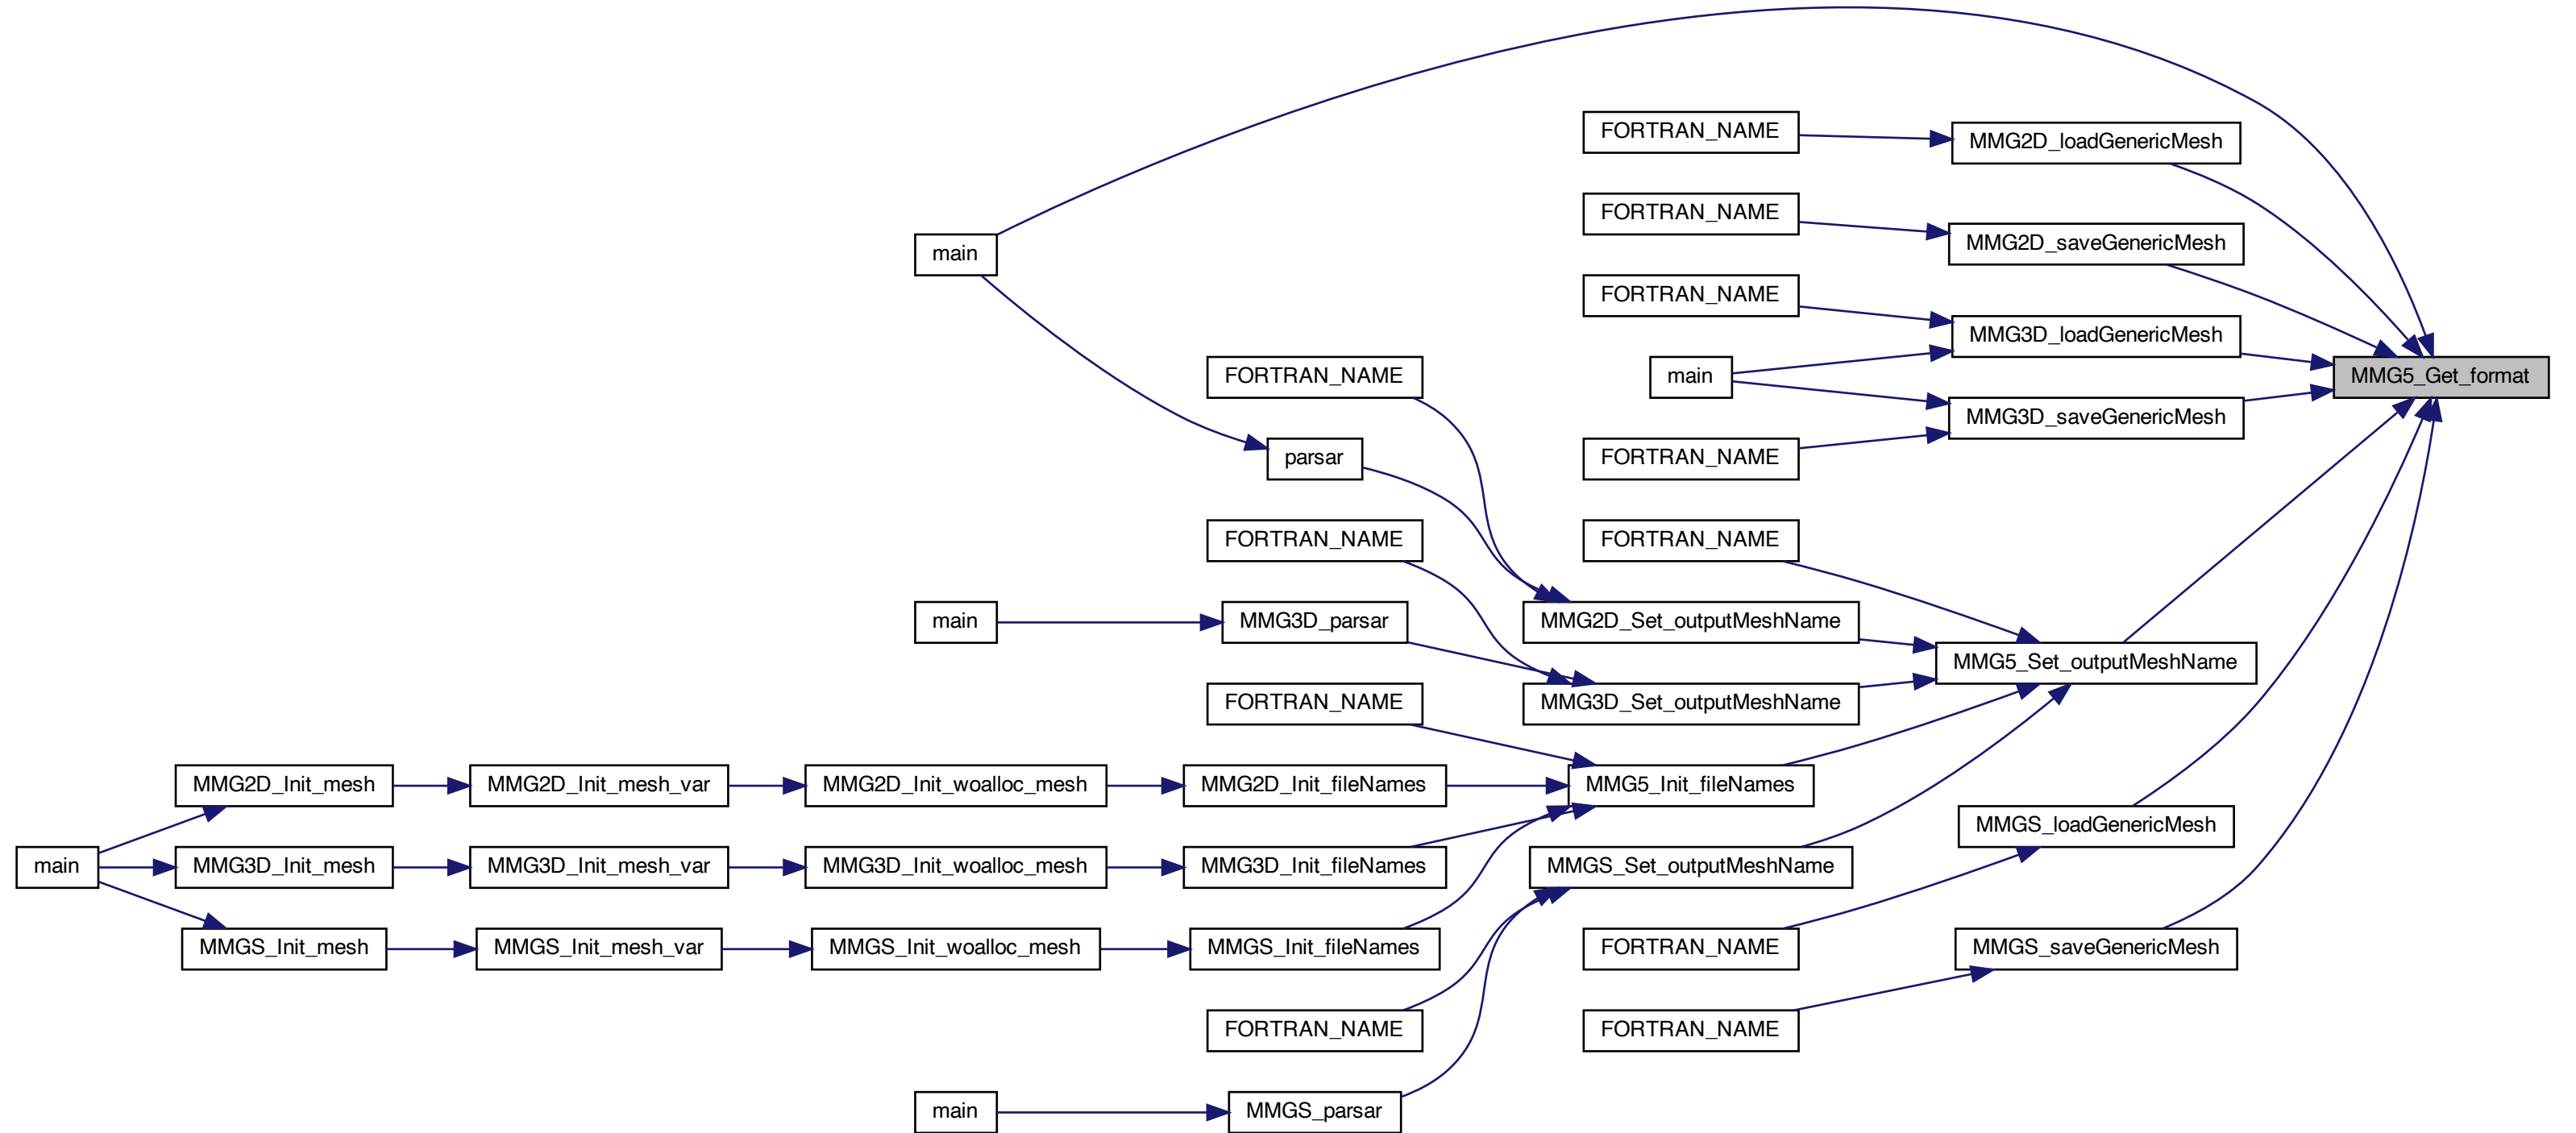 FORTRAN_NAME
MMG2D_loadGenericMesh
FORTRAN_NAME
MMG2D_saveGenericMesh
main
FORTRAN_NAME
MMG3D_loadGenericMesh
FORTRAN_NAME
main
MMG5_Get_format
MMG3D_saveGenericMesh
parsar
FORTRAN_NAME
FORTRAN_NAME
FORTRAN_NAME
main
MMG3D_parsar
MMG2D_Set_outputMeshName
MMG5_Set_outputMeshName
FORTRAN_NAME
MMG3D_Set_outputMeshName
MMG2D_Init_mesh
MMG2D_Init_mesh_var
MMG2D_Init_woalloc_mesh
MMG2D_Init_fileNames
MMG5_Init_fileNames
MMGS_loadGenericMesh
main
MMG3D_Init_mesh
MMG3D_Init_mesh_var
MMG3D_Init_woalloc_mesh
MMG3D_Init_fileNames
MMGS_Set_outputMeshName
MMGS_Init_mesh
MMGS_Init_mesh_var
MMGS_Init_woalloc_mesh
MMGS_Init_fileNames
FORTRAN_NAME
MMGS_saveGenericMesh
FORTRAN_NAME
FORTRAN_NAME
main
MMGS_parsar